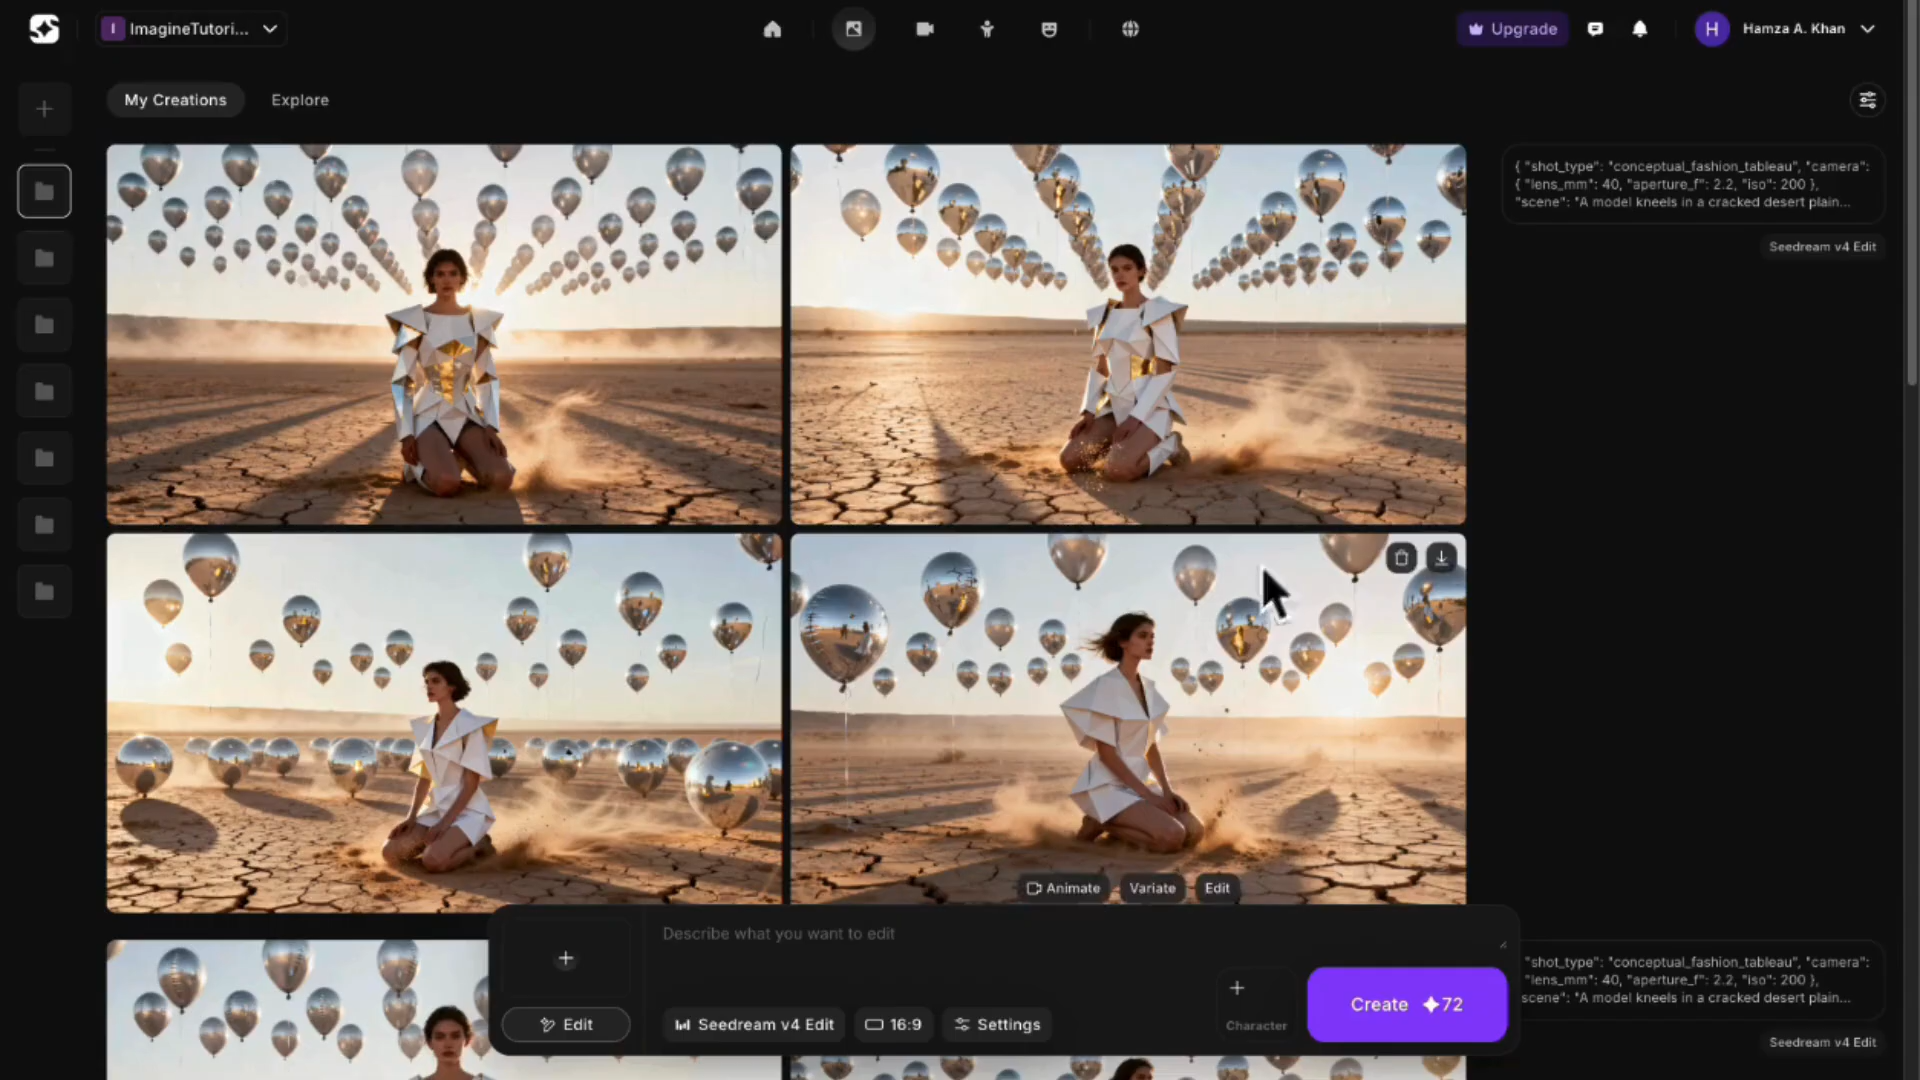 I ImagineTutori...
Upgrade
H Hamza A. Khan
My Creations Explore
{ "shot_type": "conceptual_fashion_tableau", "camera":
{ "lens_mm": 40, "aperture_f": 2.2, "iso": 200 },
"scene": "A model kneels in a cracked desert plain...
Seedream v4 Edit
Animate Variate Edit
Describe what you want to edit
Edit
Seedream v4 Edit 16:9 Settings
Character
Create 72
"shot_type": "conceptual_fashion_tableau", "camera":
"lens_mm": 40, "aperture_f": 2.2, "iso": 200 },
scene": "A model kneels in a cracked desert plain...
Seedream v4 Edit